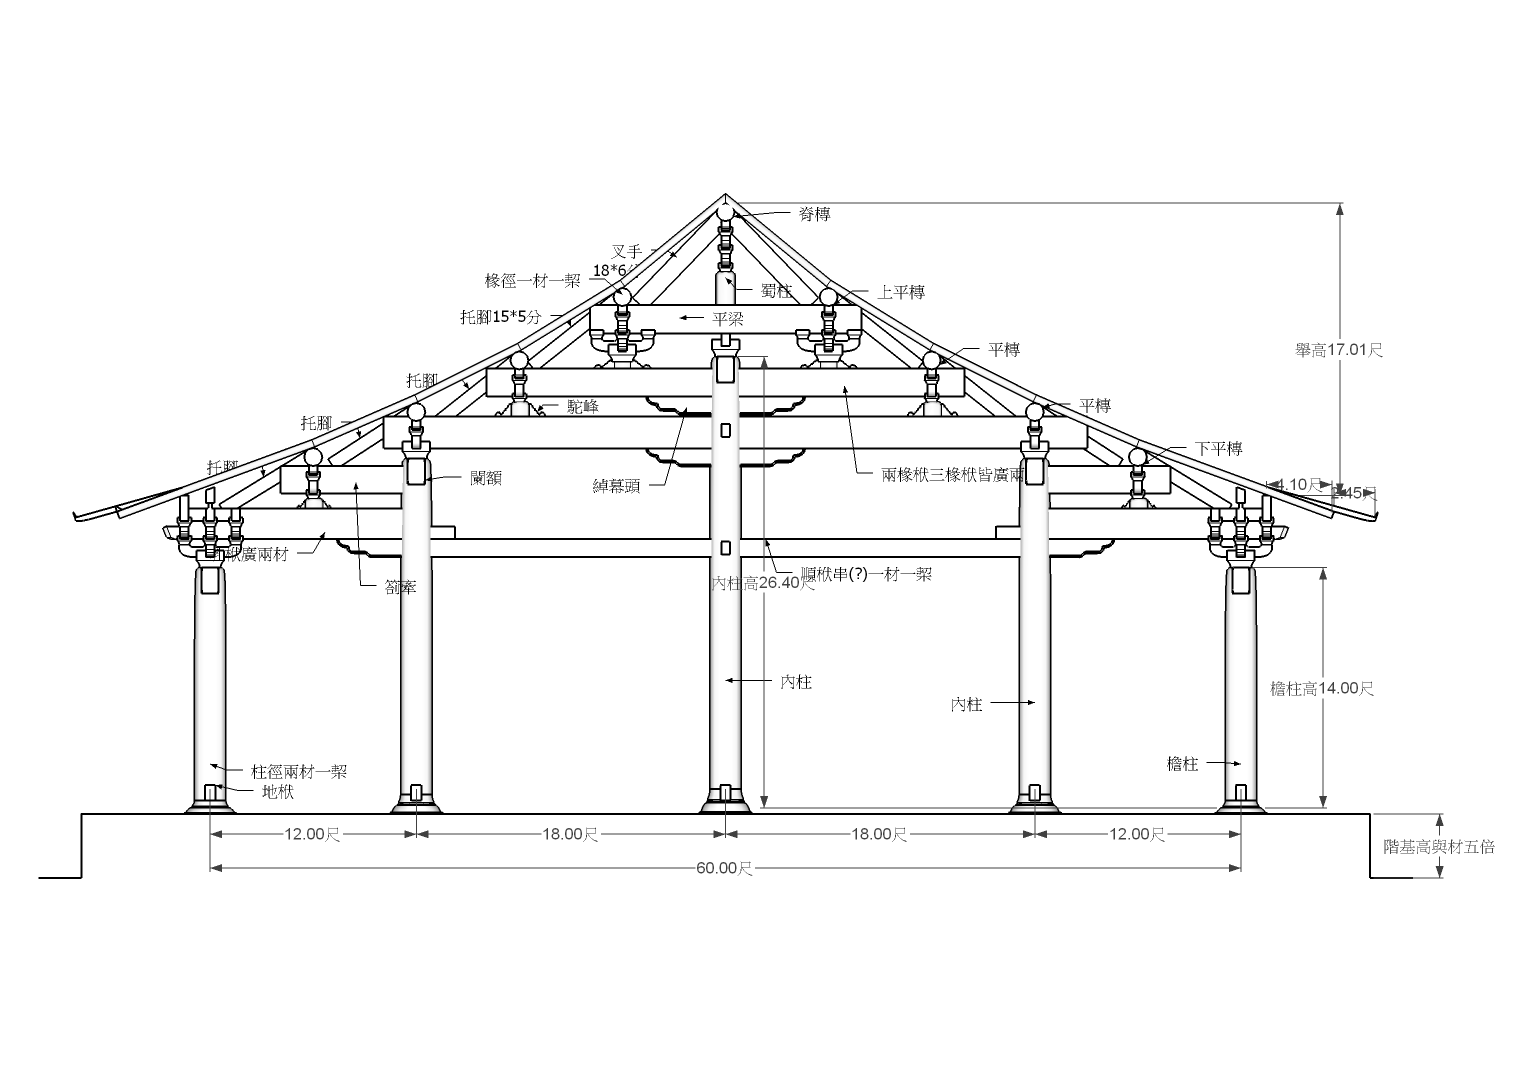 脊槫
叉手
18*6分
椽徑一材一栔
蜀柱
上平槫
托腳15*5分
平梁
舉高17.01尺
平槫
托腳
駝峰
平槫
托腳
下平槫
托腳
闌額
綽幕頭
兩椽栿三椽栿皆廣兩
4.10尺
2.45尺
栿廣兩材
劄牽
順栿串(?)一材一栔
內柱高26.40尺
內柱
內柱
檐柱高14.00尺
檐柱
柱徑兩材一栔
地栿
12.00尺
18.00尺
18.00尺
12.00尺
階基高與材五倍
60.00尺